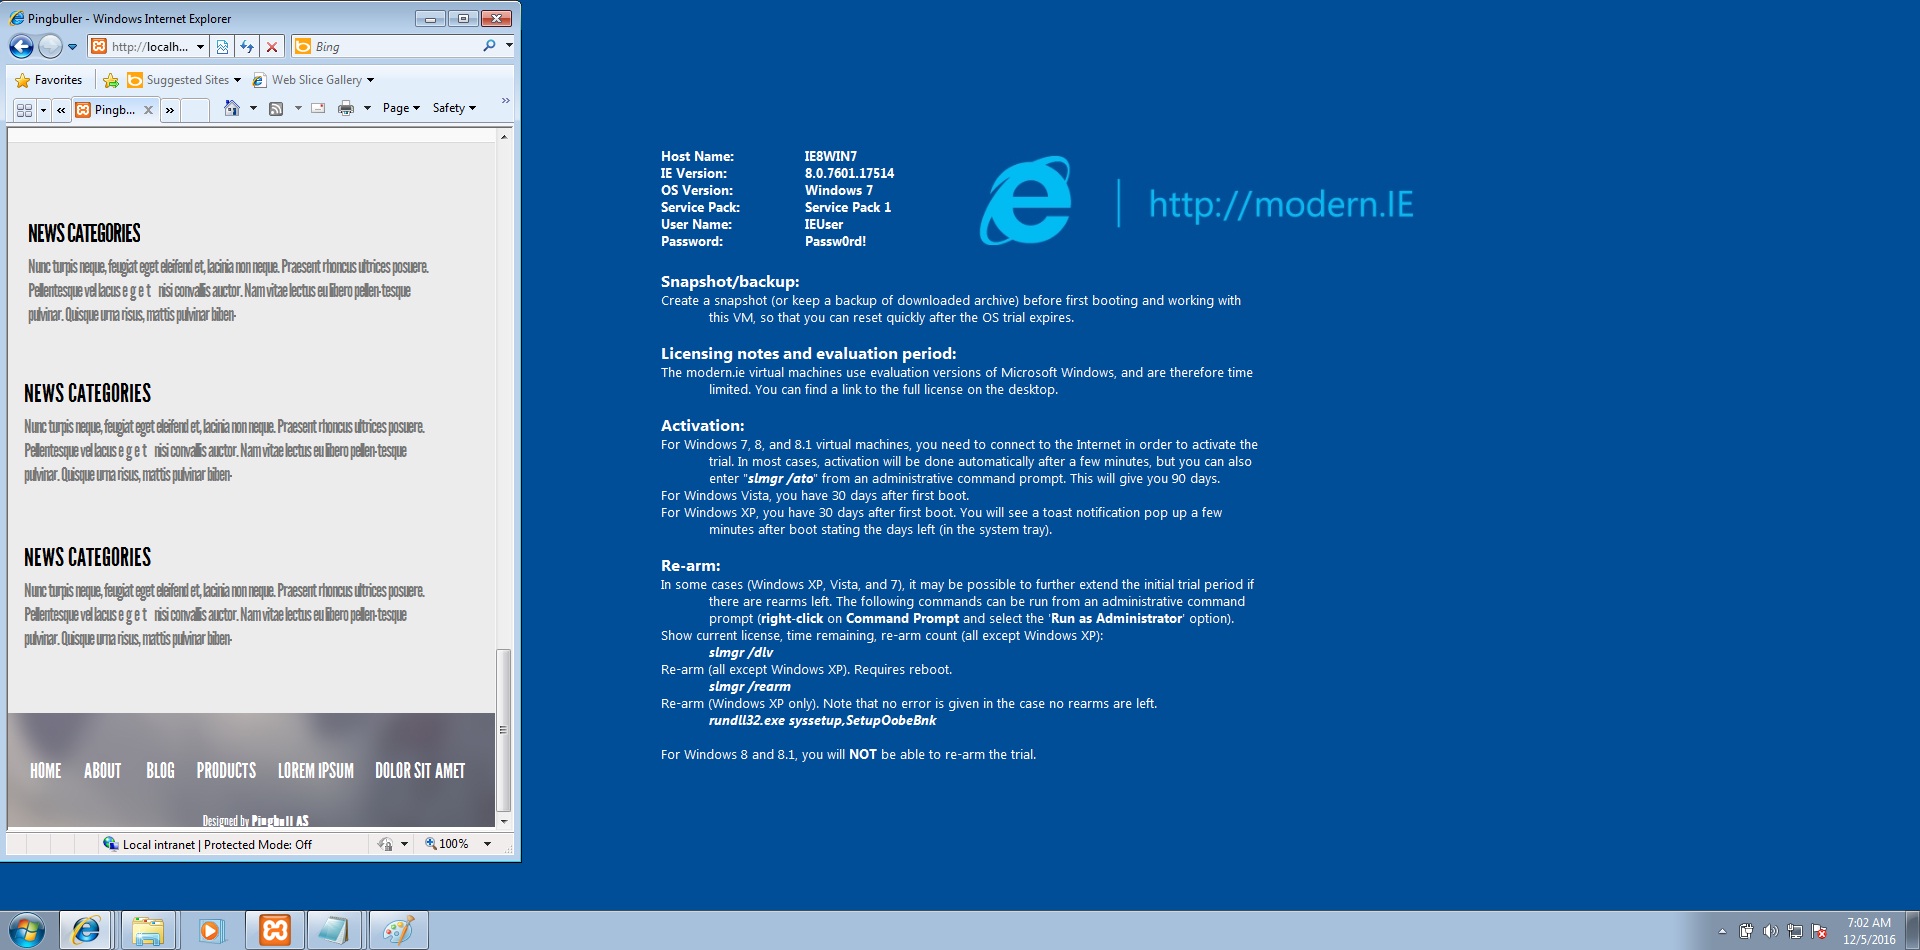 Pingbuller - Windows Internet Explorer
http://localh...
Bing
Favorites
Suggested Sites
Web Slice Gallery
Pingb...
Page
Safety
NEWS CATEGORIES
Nunc turpis neque, feugiat eget eleifend et, lacinia non neque. Praesent rhoncus ultrices posuere.
Pellentesque vel lacus e g e t nisi convallis auctor. Nam vitae lectus eu libero pellen-tesque
pulvinar. Quisque urna risus, mattis pulvinar biben-
NEWS CATEGORIES
Nunc turpis neque, feugiat eget eleifend et, lacinia non neque. Praesent rhoncus ultrices posuere.
Pellentesque vel lacus e g e t nisi convallis auctor. Nam vitae lectus eu libero pellen-tesque
pulvinar. Quisque urna risus, mattis pulvinar biben-
NEWS CATEGORIES
Nunc turpis neque, feugiat eget eleifend et, lacinia non neque. Praesent rhoncus ultrices posuere.
Pellentesque vel lacus e g e t nisi convallis auctor. Nam vitae lectus eu libero pellen-tesque
pulvinar. Quisque urna risus, mattis pulvinar biben-
HOME ABOUT BLOG PRODUCTS LOREM IPSUM DOLOR SIT AMET
Designed by Pingbull AS
Local intranet | Protected Mode: Off
100%
Host Name: IE8WIN7
IE Version: 8.0.7601.17514
OS Version: Windows 7
Service Pack: Service Pack 1
User Name: IEUser
Password: Passw0rd!
http://modern.IE
Snapshot/backup:
Create a snapshot (or keep a backup of downloaded archive) before first booting and working with
this VM, so that you can reset quickly after the OS trial expires.
Licensing notes and evaluation period:
The modern.ie virtual machines use evaluation versions of Microsoft Windows, and are therefore time
limited. You can find a link to the full license on the desktop.
Activation:
For Windows 7, 8, and 8.1 virtual machines, you need to connect to the Internet in order to activate the
trial. In most cases, activation will be done automatically after a few minutes, but you can also
enter "slmgr /ato" from an administrative command prompt. This will give you 90 days.
For Windows Vista, you have 30 days after first boot.
For Windows XP, you have 30 days after first boot. You will see a toast notification pop up a few
minutes after boot stating the days left (in the system tray).
Re-arm:
In some cases (Windows XP, Vista, and 7), it may be possible to further extend the initial trial period if
there are rearms left. The following commands can be run from an administrative command
prompt (right-click on Command Prompt and select the 'Run as Administrator' option).
Show current license, time remaining, re-arm count (all except Windows XP):
slmgr /dlv
Re-arm (all except Windows XP). Requires reboot.
slmgr /rearm
Re-arm (Windows XP only). Note that no error is given in the case no rearms are left.
rundll32.exe syssetup,SetupOobeBnk
For Windows 8 and 8.1, you will NOT be able to re-arm the trial.
7:02 AM
12/5/2016